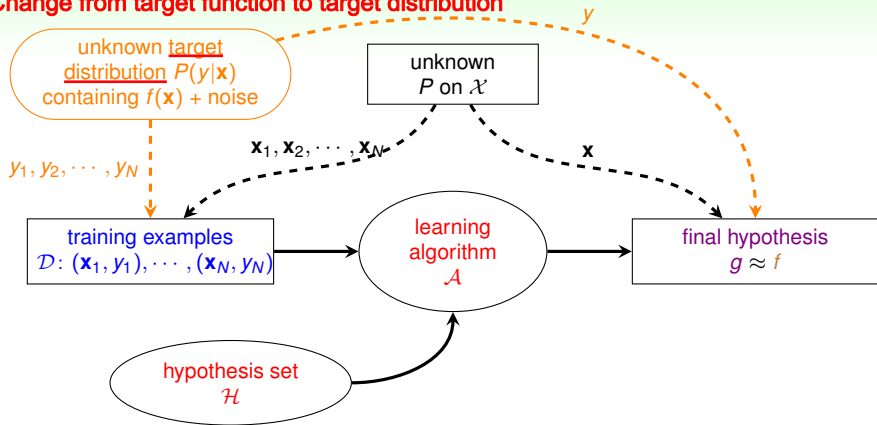 Change from target function to target distribution
y
unknown target
distribution P(y|x)
containing f(x) + noise
unknown
P on 𝒳
x₁, x₂, ⋯ , x_N
x
y₁, y₂, ⋯ , y_N
training examples
𝒟: (x₁, y₁), ⋯ , (x_N, y_N)
learning
algorithm
𝒜
final hypothesis
g ≈ f
hypothesis set
ℋ